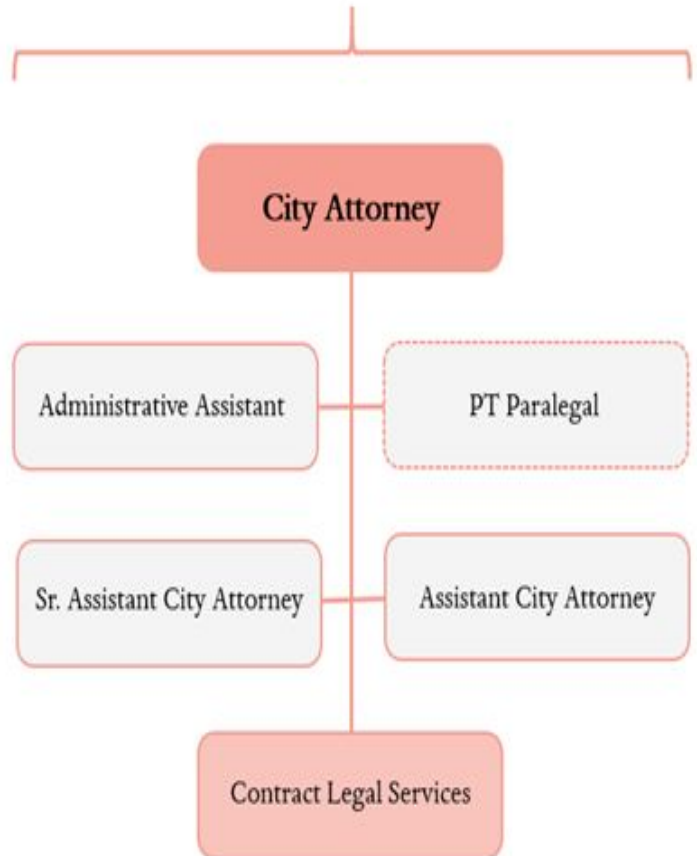 City Attorney
Administrative Assistant
PT Paralegal
Sr. Assistant City Attorney
Assistant City Attorney
Contract Legal Services